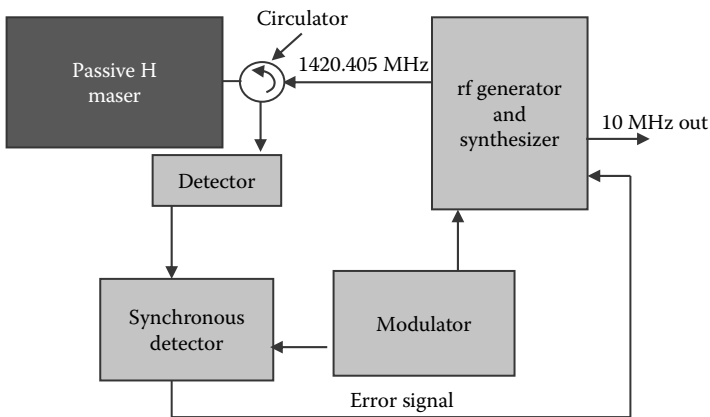 Circulator
Passive H
maser
1420.405 MHz
rf generator
and
synthesizer
10 MHz out
Detector
Synchronous
detector
Modulator
Error signal